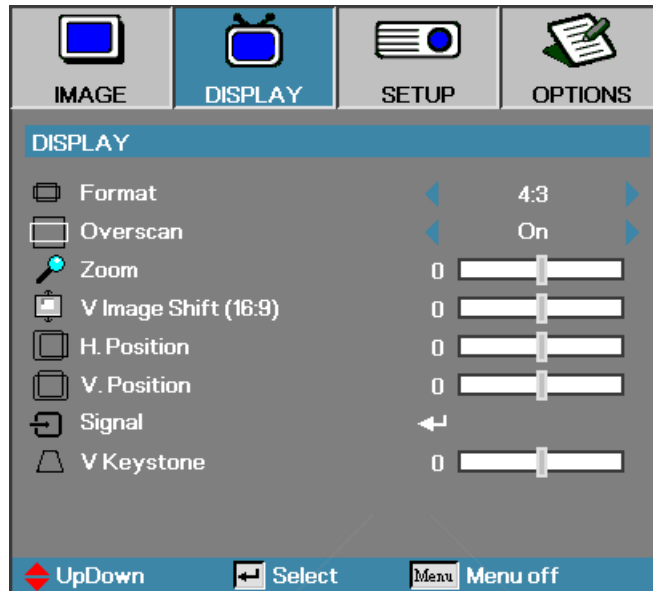 IMAGE DISPLAY SETUP OPTIONS
DISPLAY
Format 4:3
Overscan On
Zoom 0
V Image Shift (16:9) 0
H. Position 0
V. Position 0
Signal
V Keystone 0
UpDown Select Menu Menu off